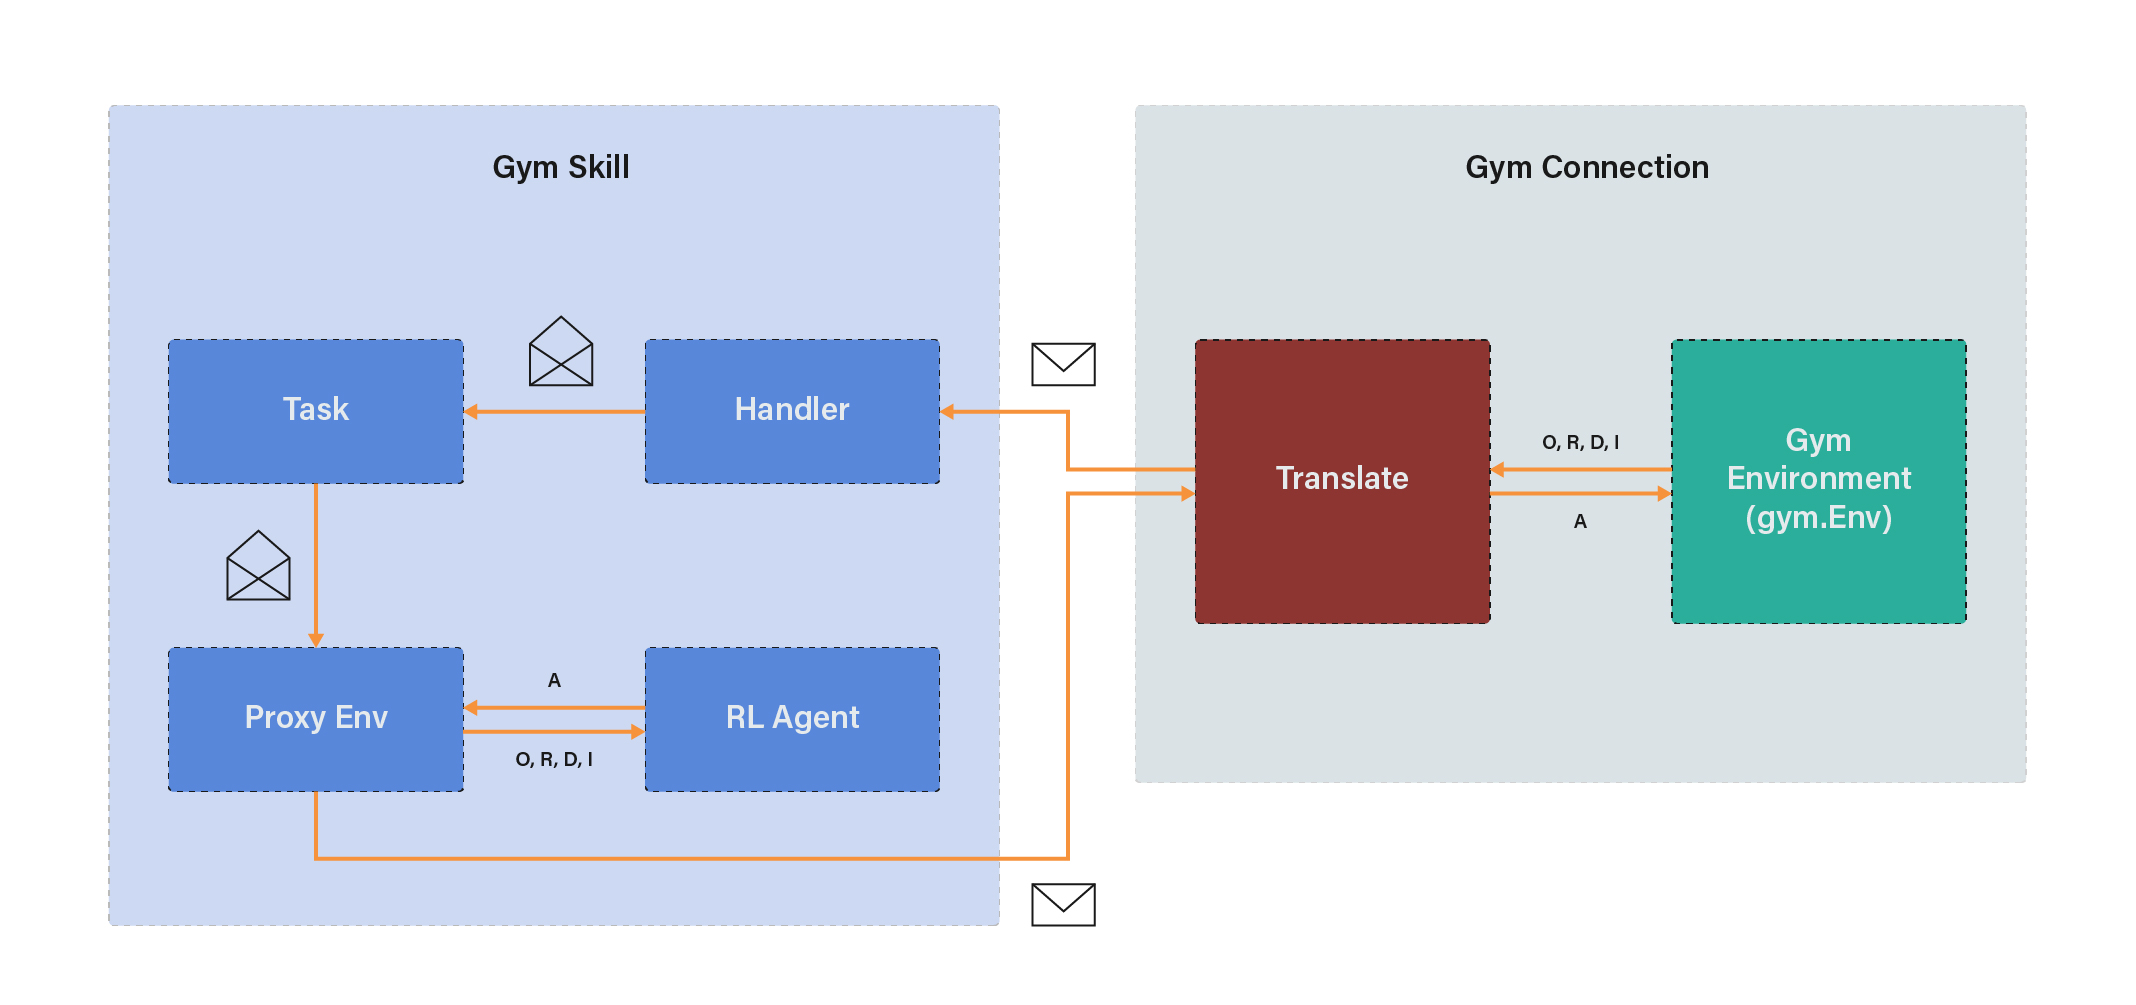 Gym Skill
Gym Connection
Task
Handler
Translate
O, R, D, I
A
Gym
Environment
(gym.Env)
Proxy Env
A
O, R, D, I
RL Agent